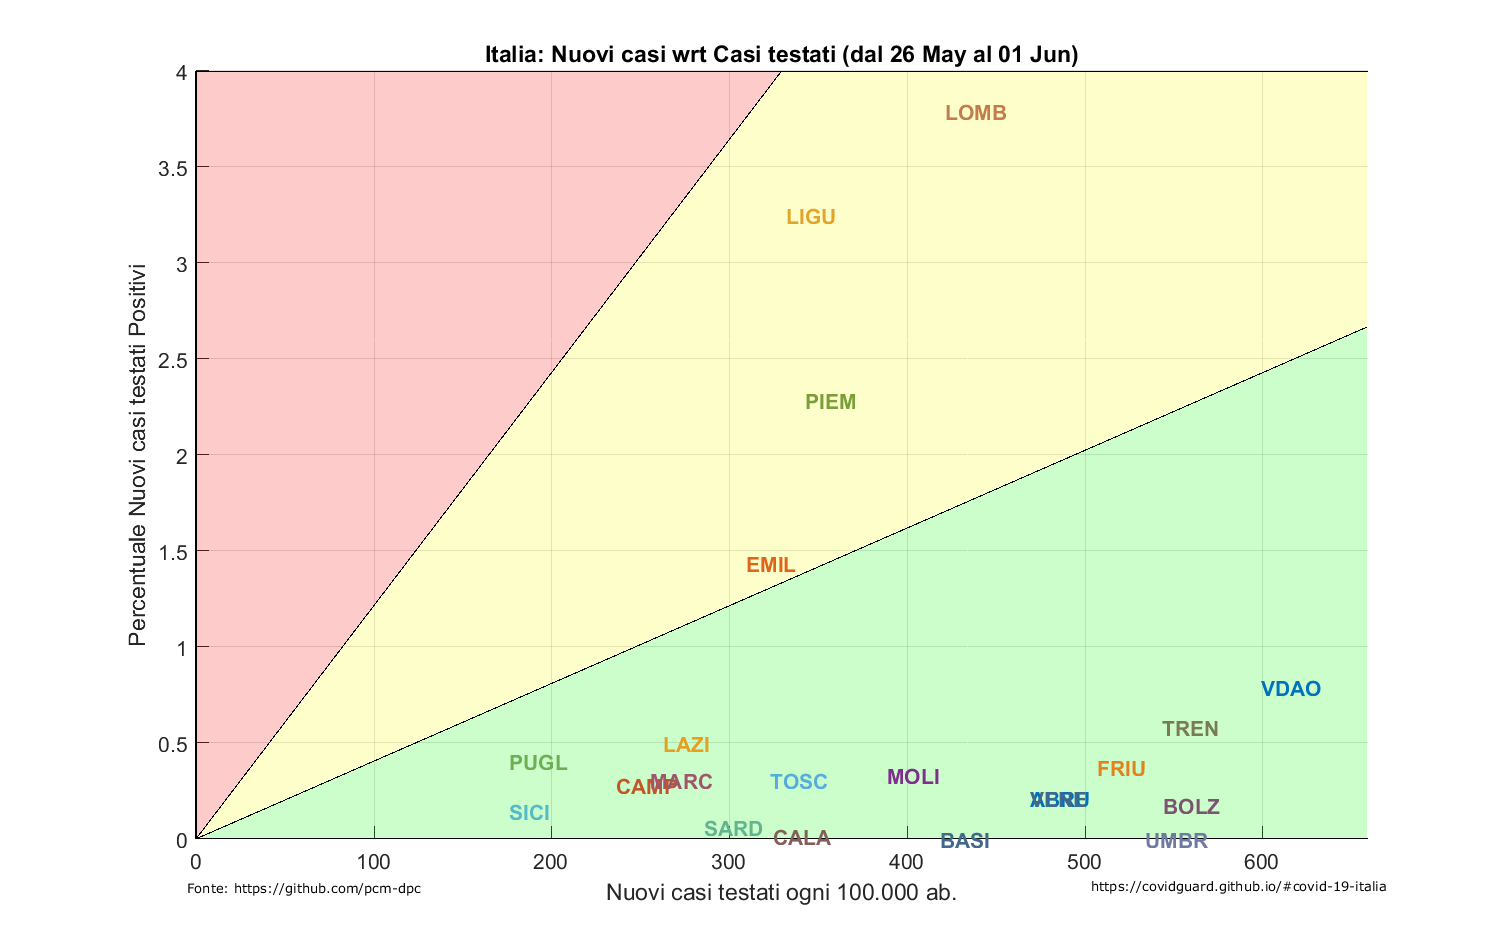 Italia: Nuovi casi wrt Casi testati (dal 26 May al 01 Jun)
Percentuale Nuovi casi testati Positivi
4
3.5
3
2.5
2
1.5
1
0.5
0
LOMB
LIGU
PIEM
EMIL
VDAO
TREN
LAZI
PUGL
FRIU
MOLI
CAMP
MARC
TOSC
ABRU
BOLZ
SICI
SARD
CALA
BASI
UMBR
0 100 200 300 400 500 600
Nuovi casi testati ogni 100.000 ab.
Fonte: https://github.com/pcm-dpc
https://covidguard.github.io/#covid-19-italia